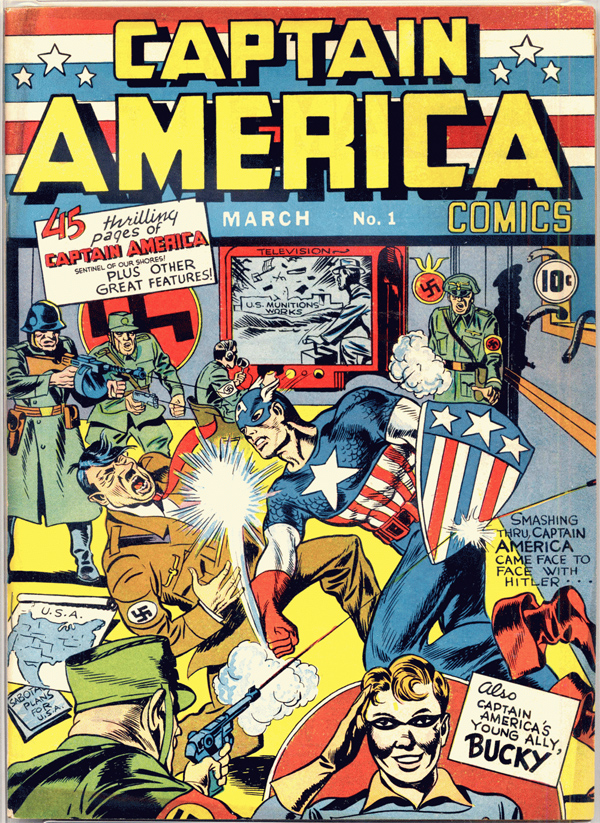 CAPTAIN
AMERICA
MARCH No. 1
COMICS
45 thrilling
pages of
CAPTAIN AMERICA
SENTINEL OF OUR SHORES!
PLUS OTHER
GREAT FEATURES!
TELEVISION
U.S. MUNITIONS
WORKS
10¢
SMASHING
THRU, CAPTAIN
AMERICA
CAME FACE TO
FACE WITH
HITLER...
U.S.A.
SABOTAGE
PLANS
FOR
U.S.A.
Also
CAPTAIN
AMERICA'S
YOUNG ALLY,
BUCKY